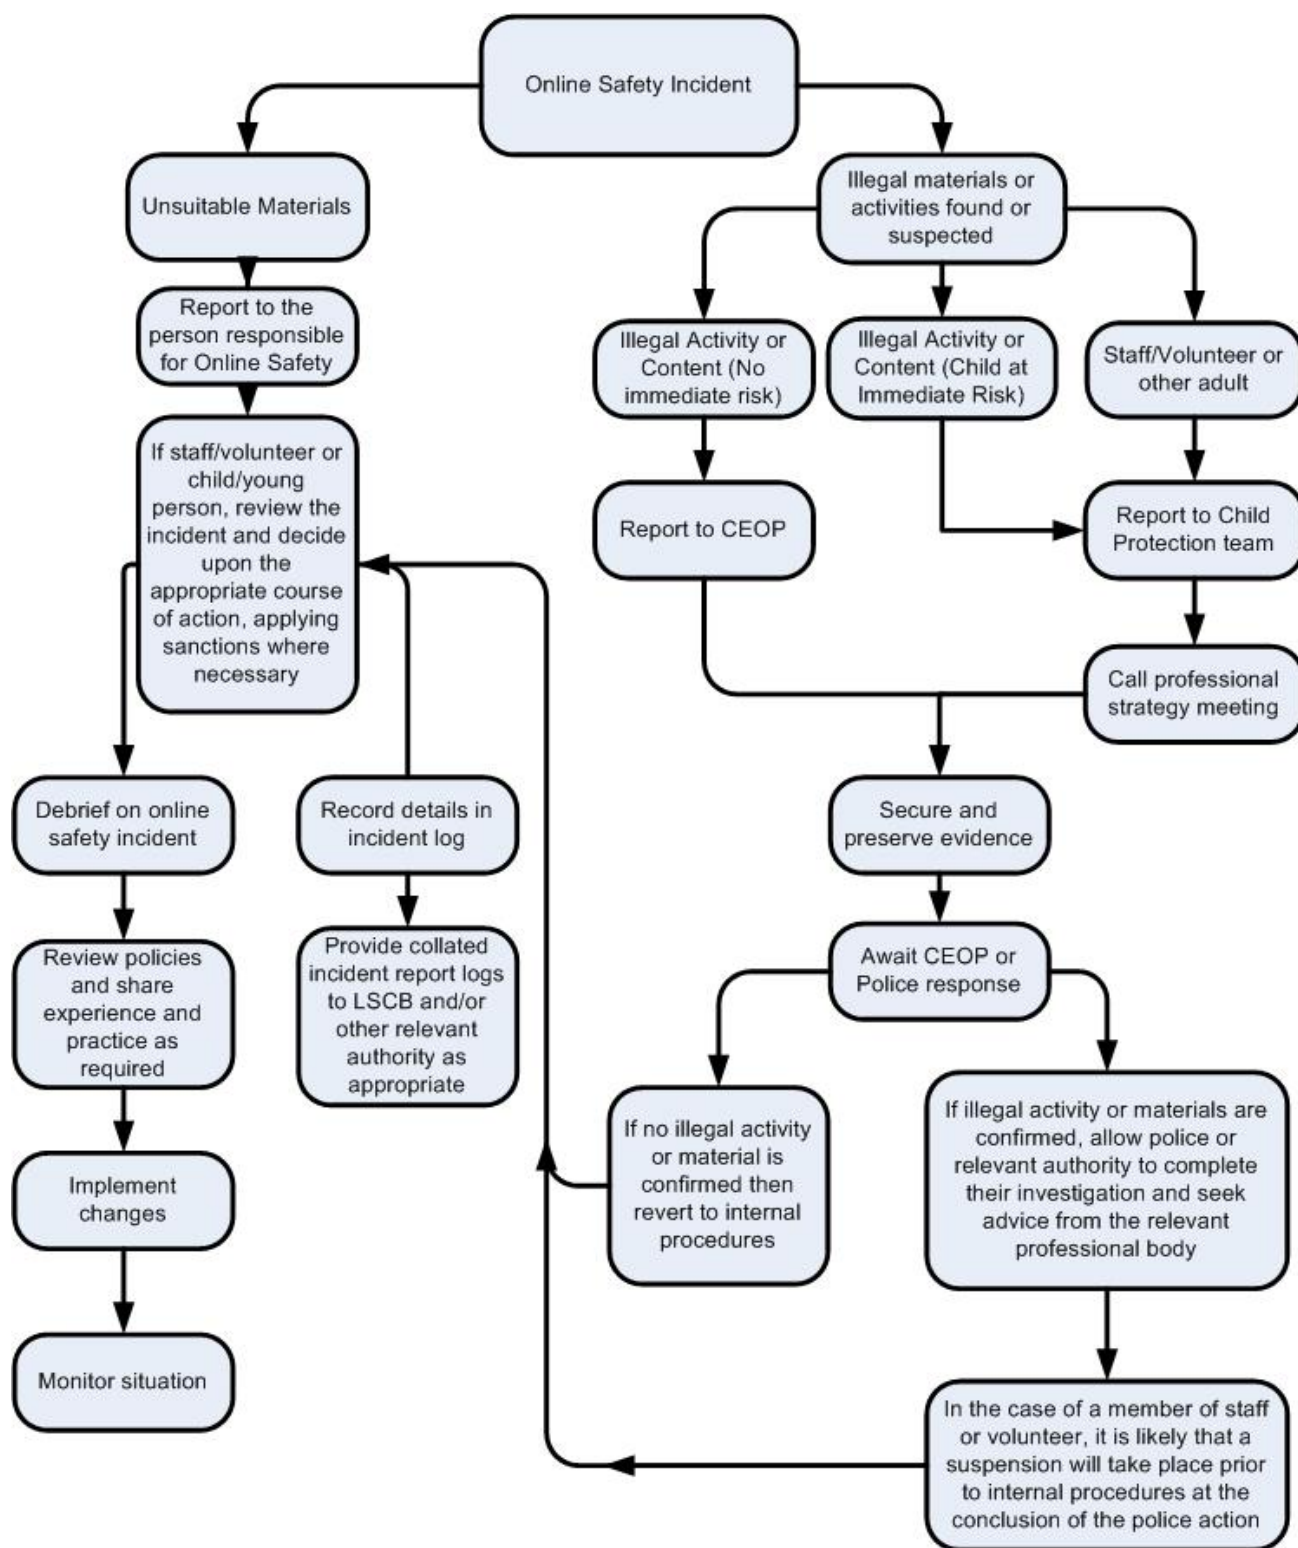 Online Safety Incident
Unsuitable Materials
Report to the
person responsible
for Online Safety
If staff/volunteer or
child/young
person, review the
incident and decide
upon the
appropriate course
of action, applying
sanctions where
necessary
Debrief on online
safety incident
Review policies
and share
experience and
practice as
required
Implement
changes
Monitor situation
Record details in
incident log
Provide collated
incident report logs
to LSCB and/or
other relevant
authority as
appropriate
Illegal materials or
activities found or
suspected
Illegal Activity or
Content (No
immediate risk)
Report to CEOP
Illegal Activity or
Content (Child at
Immediate Risk)
Staff/Volunteer or
other adult
Report to Child
Protection team
Call professional
strategy meeting
Secure and
preserve evidence
Await CEOP or
Police response
If no illegal activity
or material is
confirmed then
revert to internal
procedures
If illegal activity or materials are
confirmed, allow police or
relevant authority to complete
their investigation and seek
advice from the relevant
professional body
In the case of a member of staff
or volunteer, it is likely that a
suspension will take place prior
to internal procedures at the
conclusion of the police action